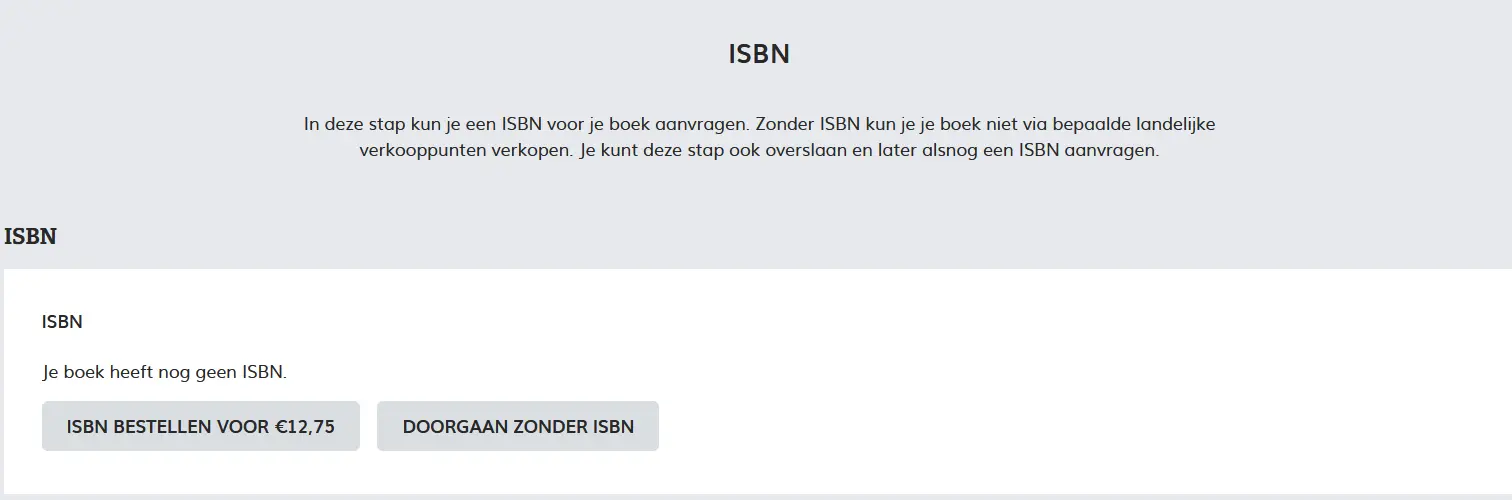 ISBN
In deze stap kun je een ISBN voor je boek aanvragen. Zonder ISBN kun je je boek niet via bepaalde landelijke
verkooppunten verkopen. Je kunt deze stap ook overslaan en later alsnog een ISBN aanvragen.
ISBN
ISBN
Je boek heeft nog geen ISBN.
ISBN BESTELLEN VOOR €12,75
DOORGAAN ZONDER ISBN